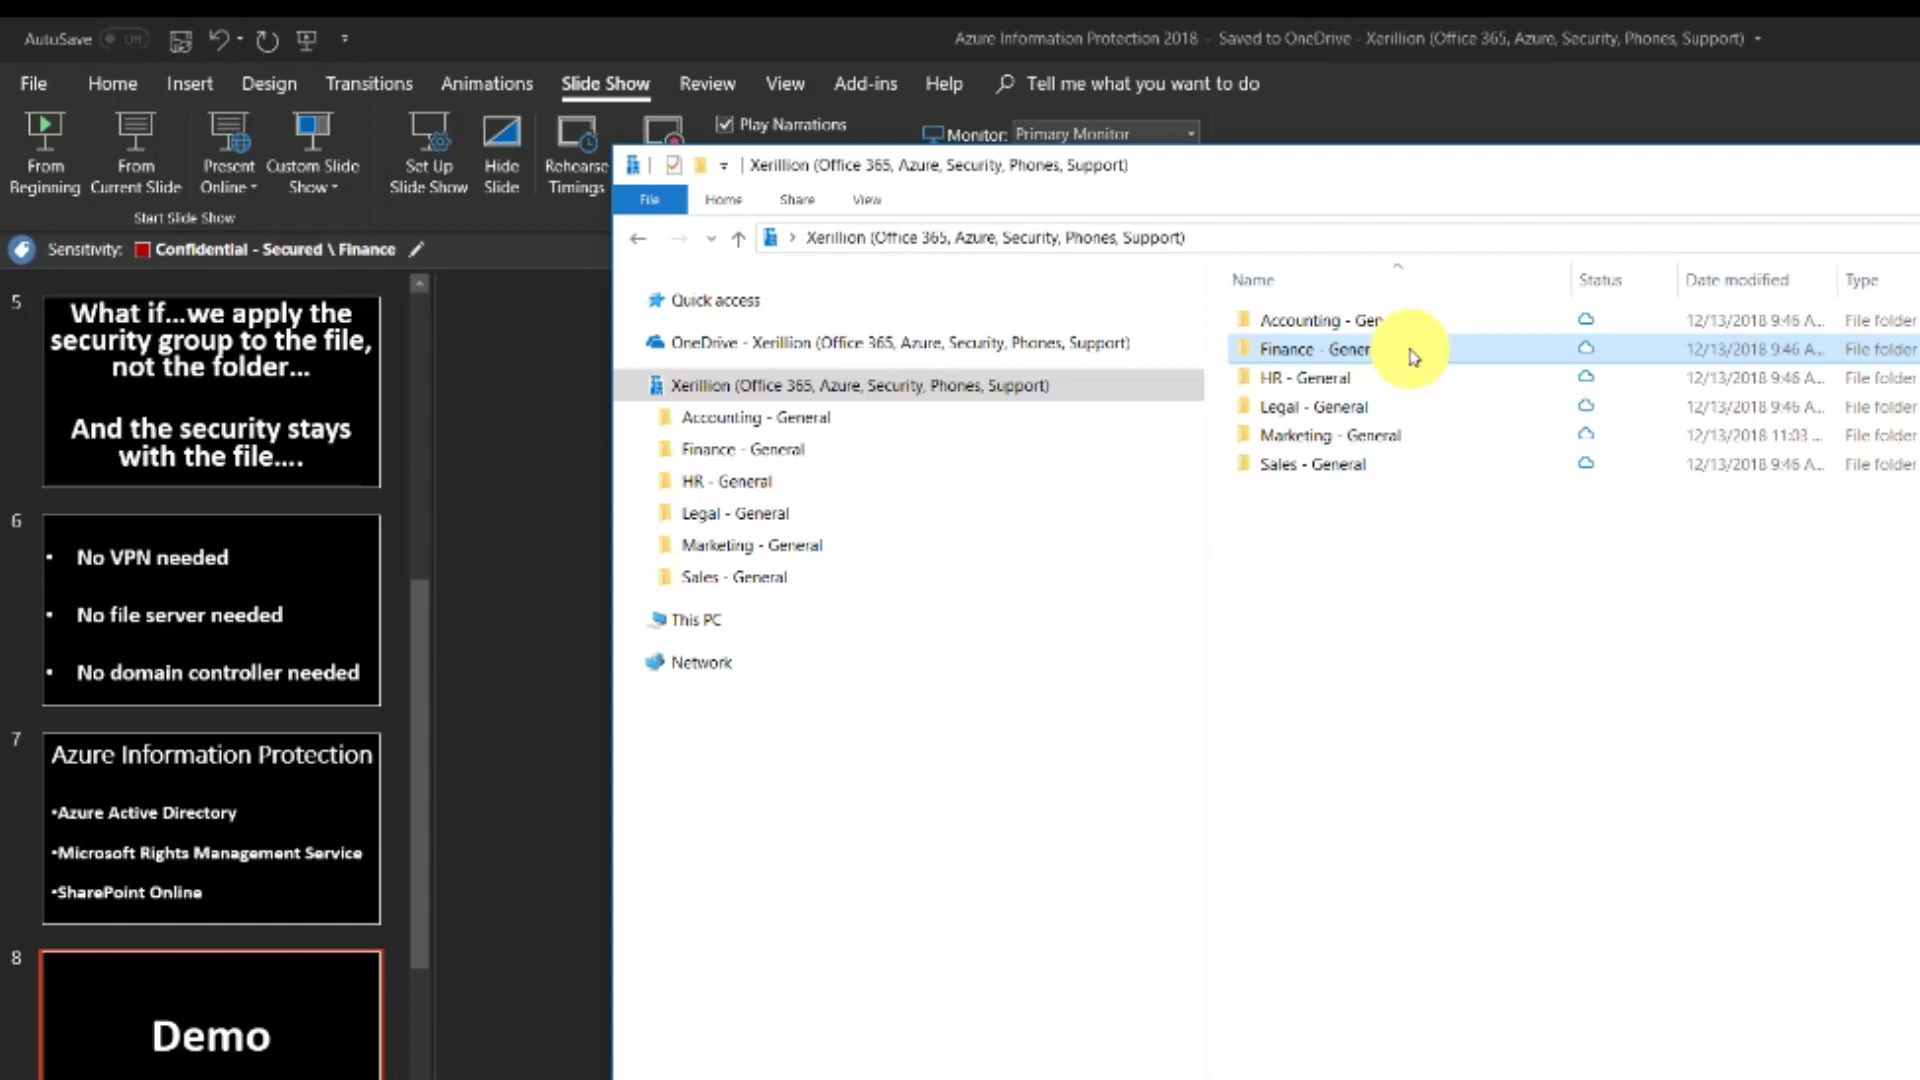 AutoSave Off
Azure Information Protection 2018 - Saved to OneDrive - Xerillion (Office 365, Azure, Security, Phones, Support)
File Home Insert Design Transitions Animations Slide Show Review View Add-ins Help Tell me what you want to do
From Beginning
From Current Slide
Present Online
Custom Slide Show
Set Up Slide Show
Hide Slide
Rehearse Timings
Play Narrations
Monitor: Primary Monitor
Start Slide Show
Sensitivity: Confidential - Secured \ Finance
5
What if...we apply the
security group to the file,
not the folder...
And the security stays
with the file....
6
• No VPN needed
• No file server needed
• No domain controller needed
7
Azure Information Protection
•Azure Active Directory
•Microsoft Rights Management Service
•SharePoint Online
8
Demo
Xerillion (Office 365, Azure, Security, Phones, Support)
File Home Share View
Xerillion (Office 365, Azure, Security, Phones, Support)
Quick access
OneDrive - Xerillion (Office 365, Azure, Security, Phones, Support)
Xerillion (Office 365, Azure, Security, Phones, Support)
Accounting - General
Finance - General
HR - General
Legal - General
Marketing - General
Sales - General
This PC
Network
Name Status Date modified Type
Accounting - Gen 12/13/2018 9:46 A... File folder
Finance - Gener 12/13/2018 9:46 A... File folder
HR - General 12/13/2018 9:46 A... File folder
Legal - General 12/13/2018 9:46 A... File folder
Marketing - General 12/13/2018 11:03 ... File folder
Sales - General 12/13/2018 9:46 A... File folder